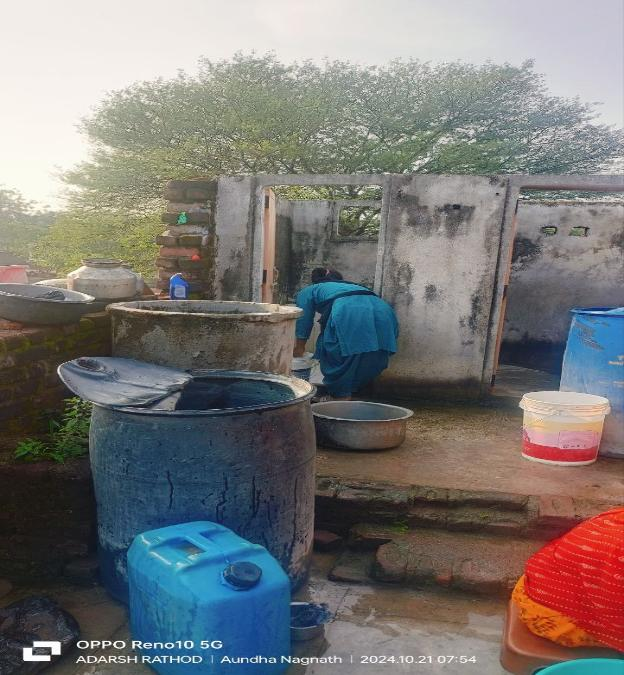 OPPO Reno10 5G
ADARSH RATHOD | Aundha Nagnath | 2024.10.21 07:54